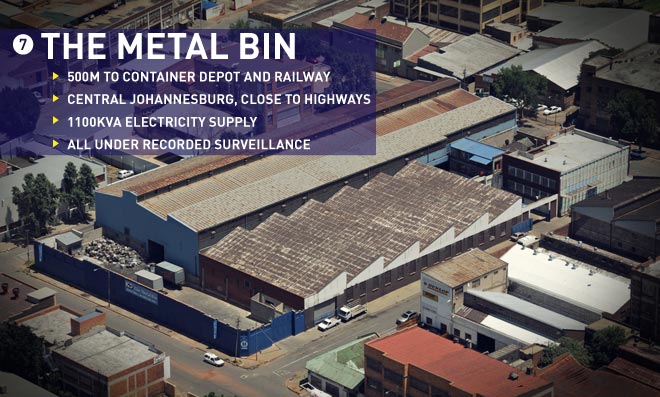 7 THE METAL BIN
500M TO CONTAINER DEPOT AND RAILWAY
CENTRAL JOHANNESBURG, CLOSE TO HIGHWAYS
1100KVA ELECTRICITY SUPPLY
ALL UNDER RECORDED SURVEILLANCE